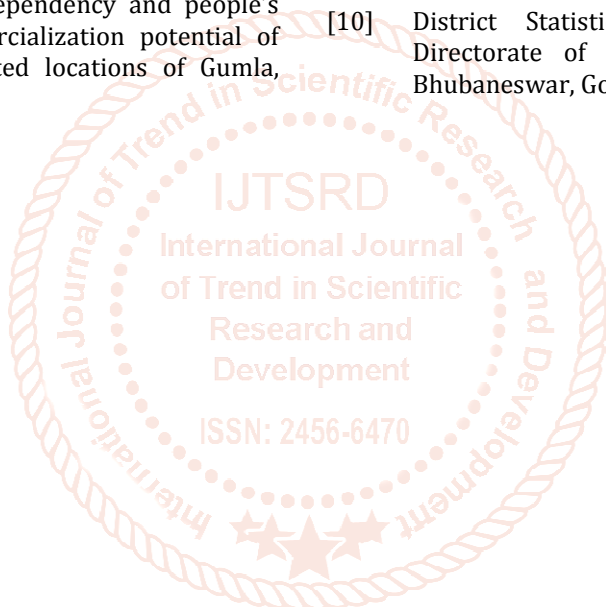 ependency and people's
rcialization potential of
ted locations of Gumla,
[10] District Statisti
Directorate of
Bhubaneswar, Go
International Journal of Trend in Scientific Research and Development
IJTSRD
International Journal
of Trend in Scientific
Research and
Development
ISSN: 2456-6470